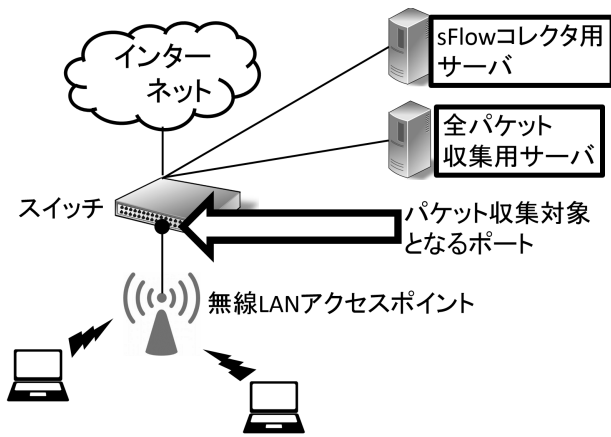 インター
ネット
sFlowコレクタ用
サーバ
全パケット
収集用サーバ
スイッチ
パケット収集対象
となるポート
無線LANアクセスポイント